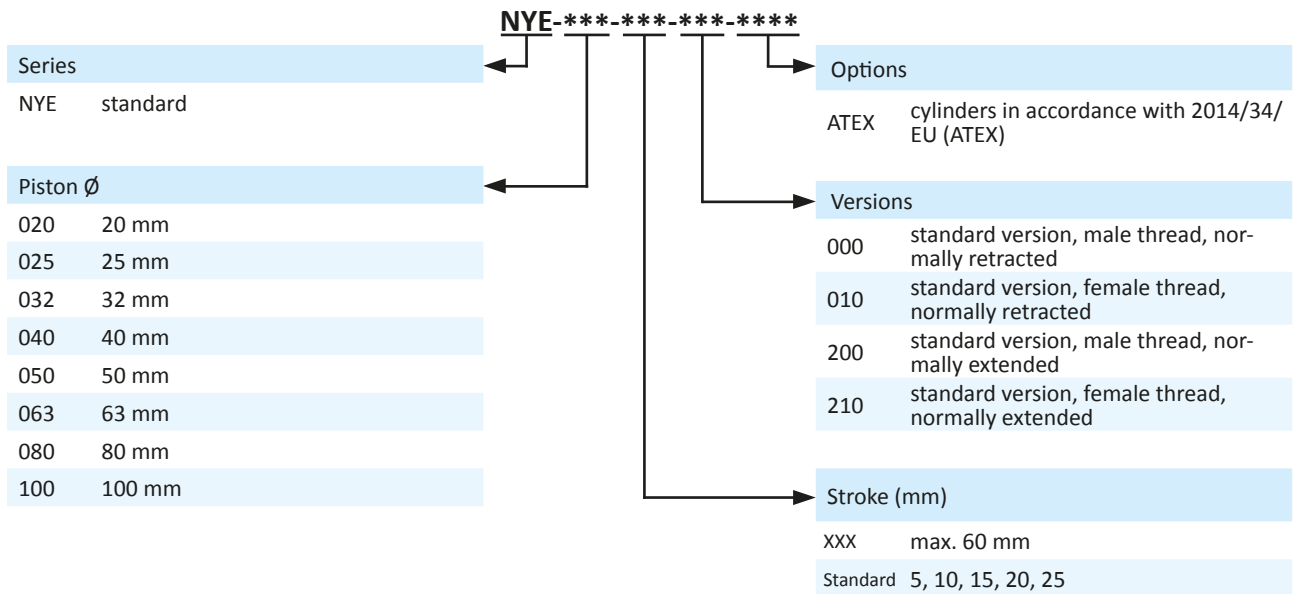 NYE-***-***-***-****
Series
NYE standard
Piston Ø
020 20 mm
025 25 mm
032 32 mm
040 40 mm
050 50 mm
063 63 mm
080 80 mm
100 100 mm
Options
ATEX cylinders in accordance with 2014/34/
EU (ATEX)
Versions
000 standard version, male thread, nor-
mally retracted
010 standard version, female thread,
normally retracted
200 standard version, male thread, nor-
mally extended
210 standard version, female thread,
normally extended
Stroke (mm)
XXX max. 60 mm
Standard 5, 10, 15, 20, 25